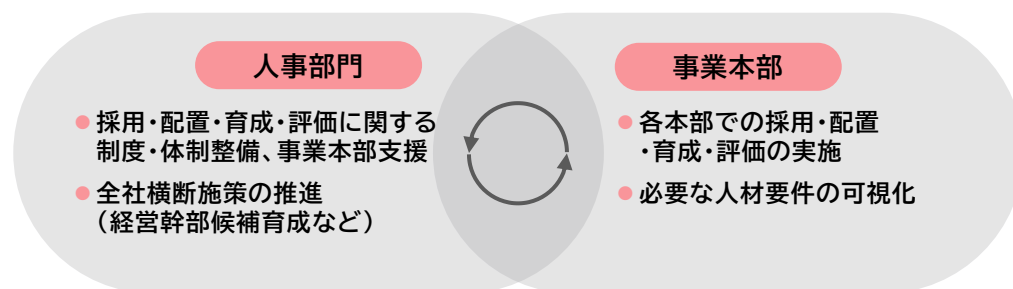 人事部門
● 採用・配置・育成・評価に関する
制度・体制整備、事業本部支援
● 全社横断施策の推進
（経営幹部候補育成など）
事業本部
● 各本部での採用・配置
・育成・評価の実施
● 必要な人材要件の可視化